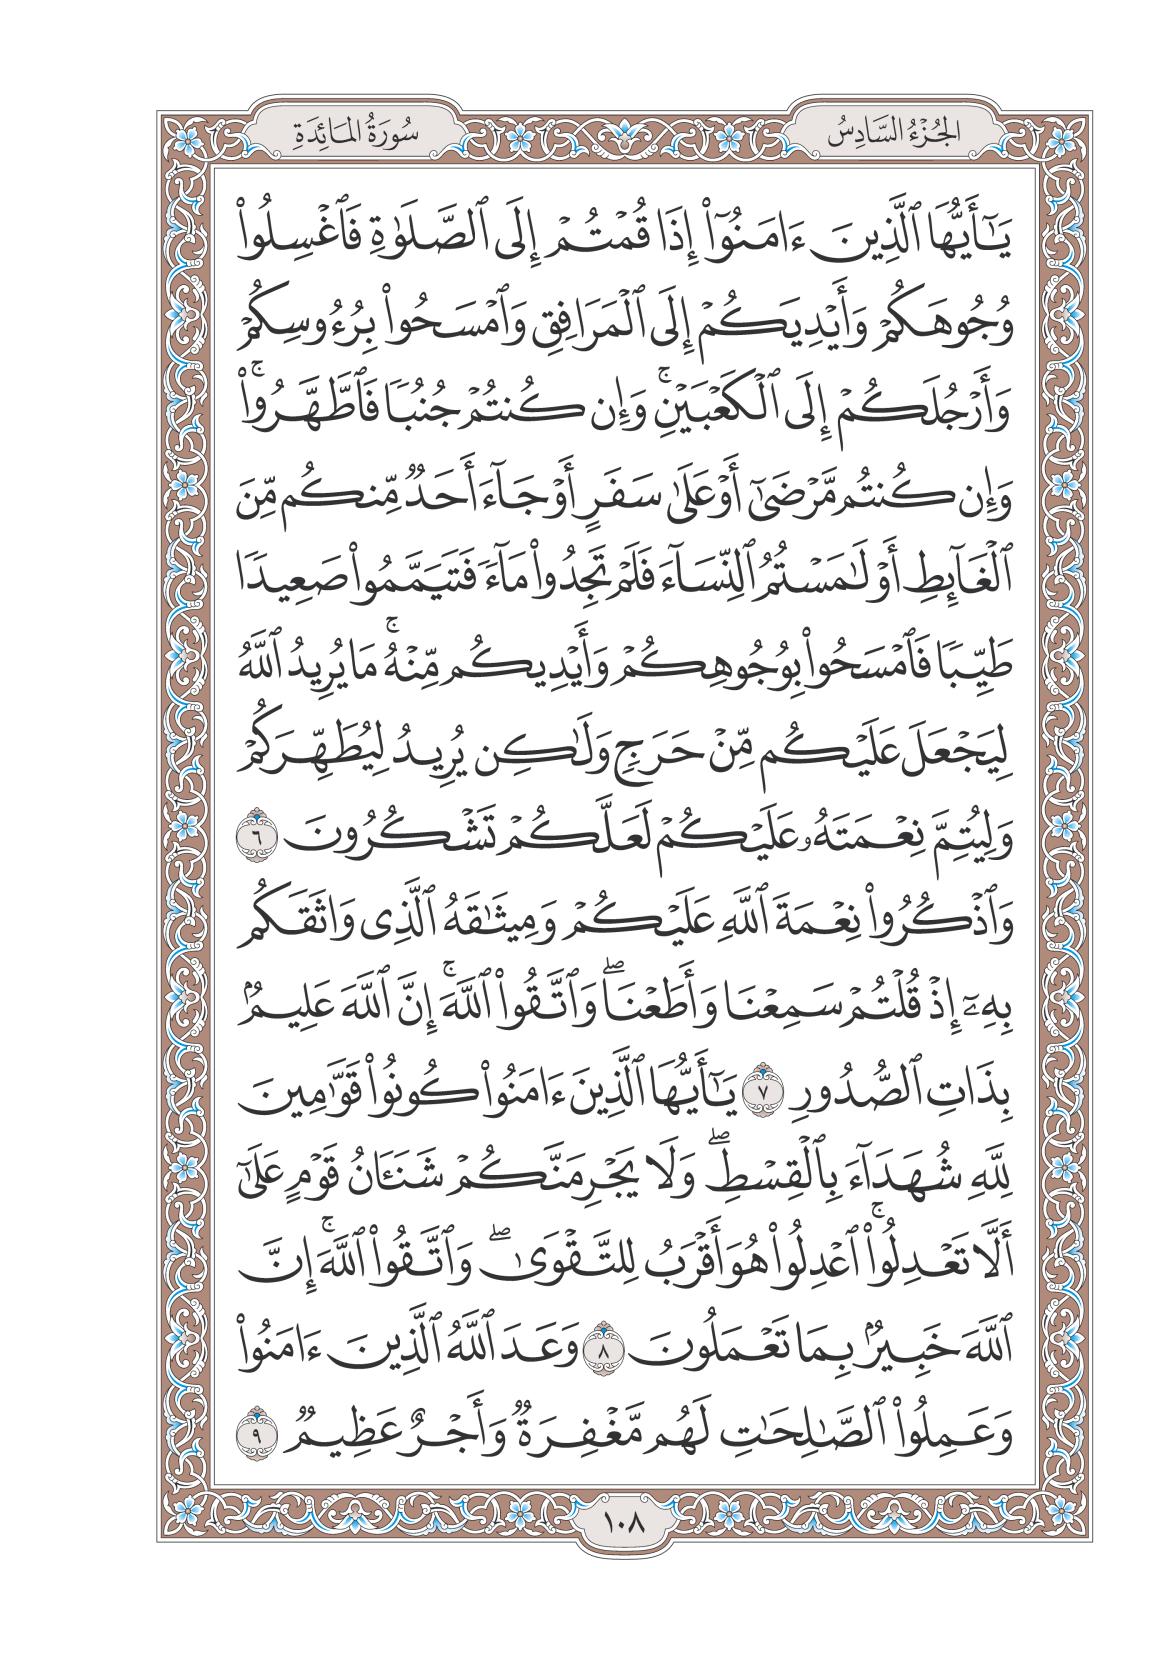 الجُزْءُ السَّادِسُ
سُورَةُ المَائِدَةِ
يَـٰٓأَيُّهَا ٱلَّذِينَ ءَامَنُوٓا۟ إِذَا قُمْتُمْ إِلَى ٱلصَّلَوٰةِ فَٱغْسِلُوا۟
وُجُوهَكُمْ وَأَيْدِيَكُمْ إِلَى ٱلْمَرَافِقِ وَٱمْسَحُوا۟ بِرُءُوسِكُمْ
وَأَرْجُلَكُمْ إِلَى ٱلْكَعْبَيْنِ ۚ وَإِن كُنتُمْ جُنُبًا فَٱطَّهَّرُوا۟ ۚ
وَإِن كُنتُم مَّرْضَىٰٓ أَوْ عَلَىٰ سَفَرٍ أَوْ جَآءَ أَحَدٌ مِّنكُم مِّنَ
ٱلْغَآئِطِ أَوْ لَـٰمَسْتُمُ ٱلنِّسَآءَ فَلَمْ تَجِدُوا۟ مَآءً فَتَيَمَّمُوا۟ صَعِيدًا
طَيِّبًا فَٱمْسَحُوا۟ بِوُجُوهِكُمْ وَأَيْدِيكُم مِّنْهُ ۚ مَا يُرِيدُ ٱللَّهُ
لِيَجْعَلَ عَلَيْكُم مِّنْ حَرَجٍ وَلَـٰكِن يُرِيدُ لِيُطَهِّرَكُمْ
وَلِيُتِمَّ نِعْمَتَهُۥ عَلَيْكُمْ لَعَلَّكُمْ تَشْكُرُونَ ٦
وَٱذْكُرُوا۟ نِعْمَةَ ٱللَّهِ عَلَيْكُمْ وَمِيثَـٰقَهُ ٱلَّذِى وَاثَقَكُم
بِهِۦٓ إِذْ قُلْتُمْ سَمِعْنَا وَأَطَعْنَا ۖ وَٱتَّقُوا۟ ٱللَّهَ ۚ إِنَّ ٱللَّهَ عَلِيمٌۢ
بِذَاتِ ٱلصُّدُورِ ٧ يَـٰٓأَيُّهَا ٱلَّذِينَ ءَامَنُوا۟ كُونُوا۟ قَوَّٰمِينَ
لِلَّهِ شُهَدَآءَ بِٱلْقِسْطِ ۖ وَلَا يَجْرِمَنَّكُمْ شَنَـَٔانُ قَوْمٍ عَلَىٰٓ
أَلَّا تَعْدِلُوا۟ ۚ ٱعْدِلُوا۟ هُوَ أَقْرَبُ لِلتَّقْوَىٰ ۖ وَٱتَّقُوا۟ ٱللَّهَ ۚ إِنَّ
ٱللَّهَ خَبِيرٌۢ بِمَا تَعْمَلُونَ ٨ وَعَدَ ٱللَّهُ ٱلَّذِينَ ءَامَنُوا۟
وَعَمِلُوا۟ ٱلصَّـٰلِحَـٰتِ لَهُم مَّغْفِرَةٌ وَأَجْرٌ عَظِيمٌ ٩
١٠٨